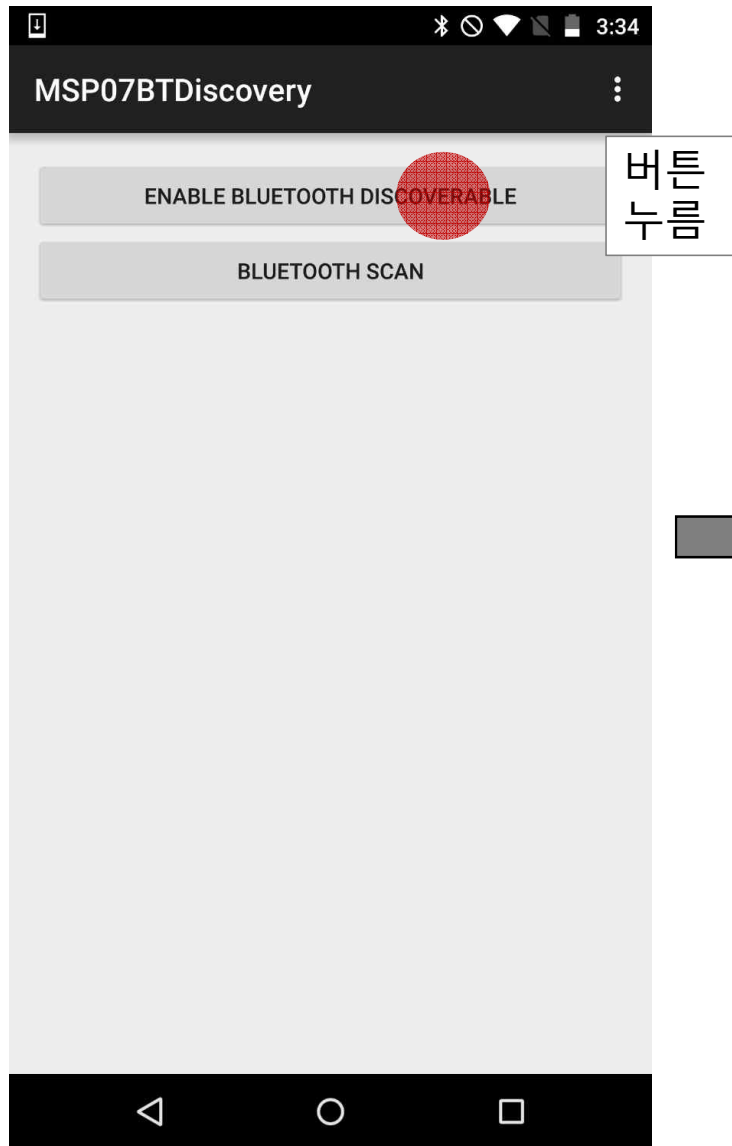 3:34
MSP07BTDiscovery
ENABLE BLUETOOTH DISCOVERABLE
버튼
누름
BLUETOOTH SCAN